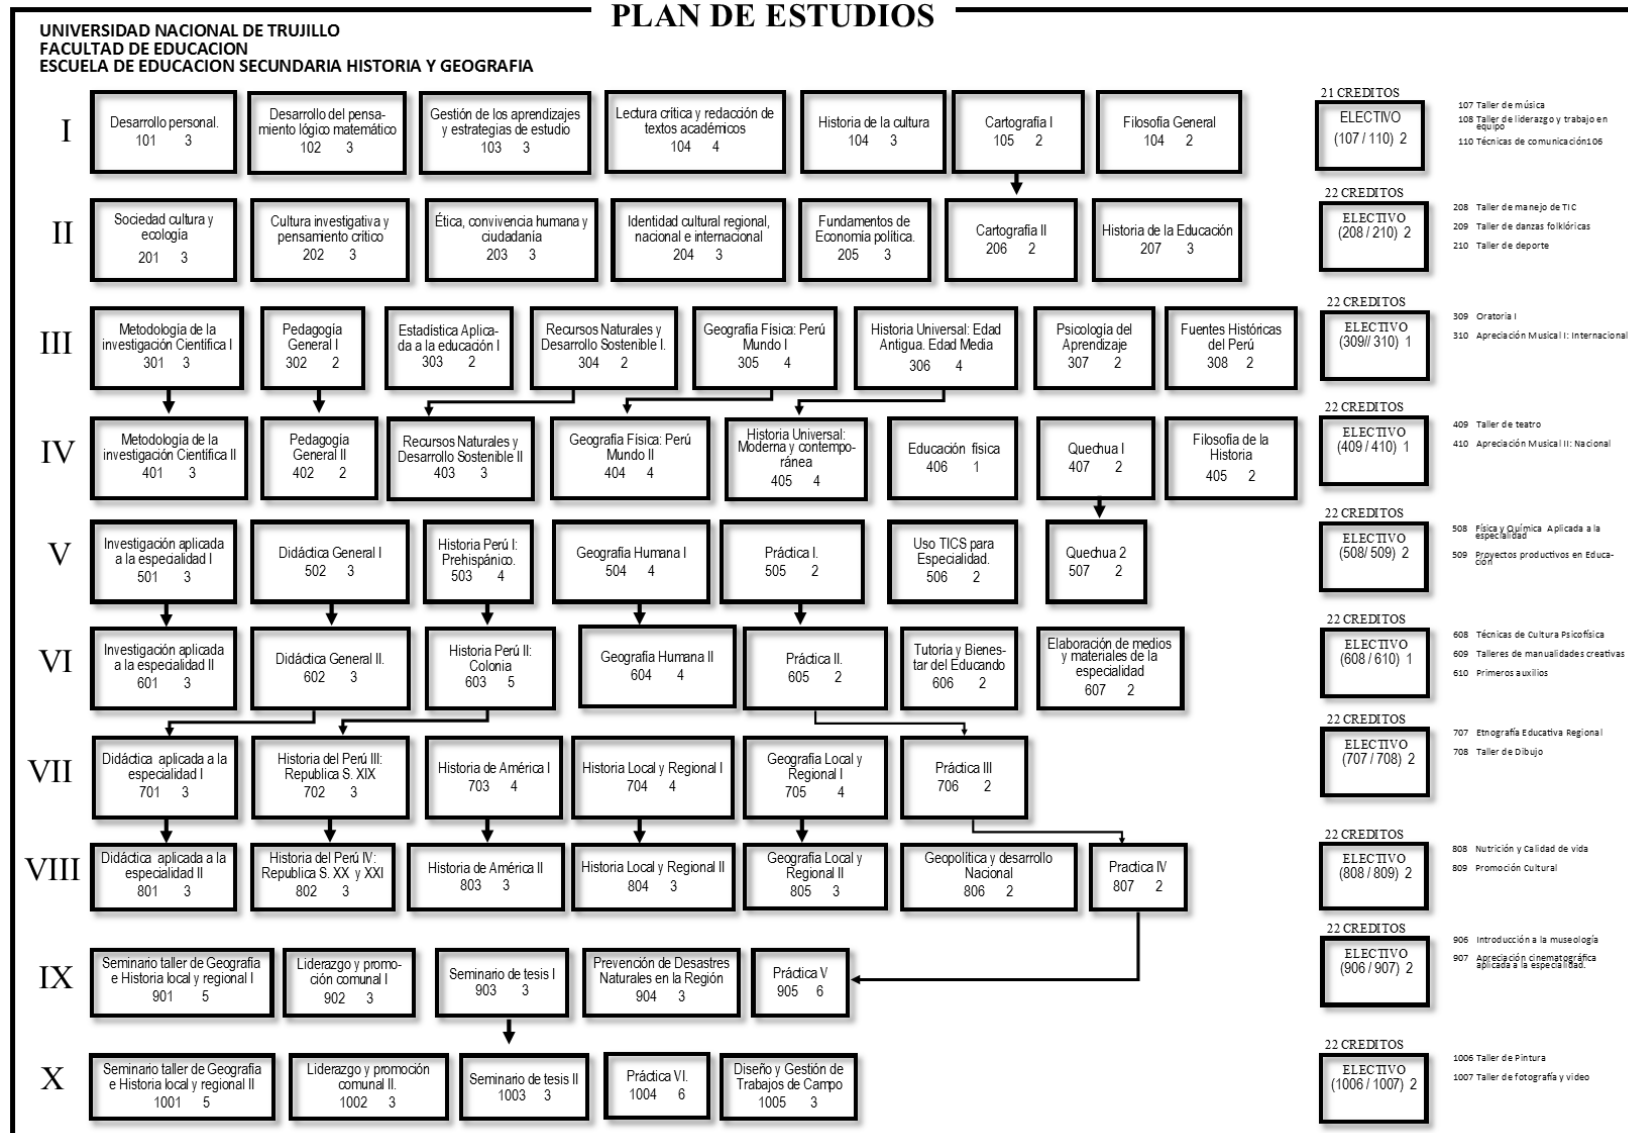 PLAN DE ESTUDIOS
UNIVERSIDAD NACIONAL DE TRUJILLO
FACULTAD DE EDUCACION
ESCUELA DE EDUCACION SECUNDARIA HISTORIA Y GEOGRAFIA
I
Desarrollo personal.
101 3
Desarrollo del pensa-
miento lógico matemático
102 3
Gestión de los aprendizajes
y estrategias de estudio
103 3
Lectura critica y redacción de
textos académicos
104 4
Historia de la cultura
104 3
Cartografía I
105 2
Filosofía General
104 2
21 CREDITOS
ELECTIVO
(107 / 110) 2
107 Taller de música
108 Taller de liderazgo y trabajo en
equipo
110 Técnicas de comunicación106
II
Sociedad cultura y
ecología
201 3
Cultura investigativa y
pensamiento crítico
202 3
Ética, convivencia humana y
ciudadanía
203 3
Identidad cultural regional,
nacional e internacional
204 3
Fundamentos de
Economía política.
205 3
Cartografía II
206 2
Historia de la Educación
207 3
22 CREDITOS
ELECTIVO
(208 / 210) 2
208 Taller de manejo de TIC
209 Taller de danzas folklóricas
210 Taller de deporte
III
Metodología de la
investigación Científica I
301 3
Pedagogía
General I
302 2
Estadística Aplica-
da a la educación I
303 2
Recursos Naturales y
Desarrollo Sostenible I.
304 2
Geografía Física: Perú
Mundo I
305 4
Historia Universal: Edad
Antigua. Edad Media
306 4
Psicología del
Aprendizaje
307 2
Fuentes Históricas
del Perú
308 2
22 CREDITOS
ELECTIVO
(309// 310) 1
309 Oratoria I
310 Apreciación Musical I: Internacional
IV
Metodología de la
investigación Científica II
401 3
Pedagogía
General II
402 2
Recursos Naturales y
Desarrollo Sostenible II
403 3
Geografía Física: Perú
Mundo II
404 4
Historia Universal:
Moderna y contempo-
ránea
405 4
Educación física
406 1
Quechua I
407 2
Filosofía de la
Historia
405 2
22 CREDITOS
ELECTIVO
(409 / 410) 1
409 Taller de teatro
410 Apreciación Musical II: Nacional
V
Investigación aplicada
a la especialidad I
501 3
Didáctica General I
502 3
Historia Perú I:
Prehispánico.
503 4
Geografía Humana I
504 4
Práctica I.
505 2
Uso TICS para
Especialidad.
506 2
Quechua 2
507 2
22 CREDITOS
ELECTIVO
(508/ 509) 2
508 Física y Química Aplicada a la
especialidad
509 Proyectos productivos en Educa-
ción
VI
Investigación aplicada
a la especialidad II
601 3
Didáctica General II.
602 3
Historia Perú II:
Colonia
603 5
Geografía Humana II
604 4
Práctica II.
605 2
Tutoría y Bienes-
tar del Educando
606 2
Elaboración de medios
y materiales de la
especialidad
607 2
22 CREDITOS
ELECTIVO
(608 / 610) 1
608 Técnicas de Cultura Psicofísica
609 Talleres de manualidades creativas
610 Primeros auxilios
VII
Didáctica aplicada a la
especialidad I
701 3
Historia del Perú III:
Republica S. XIX
702 3
Historia de América I
703 4
Historia Local y Regional I
704 4
Geografía Local y
Regional I
705 4
Práctica III
706 2
22 CREDITOS
ELECTIVO
(707 / 708) 2
707 Etnografía Educativa Regional
708 Taller de Dibujo
VIII
Didáctica aplicada a la
especialidad II
801 3
Historia del Perú IV:
Republica S. XX y XXI
802 3
Historia de América II
803 3
Historia Local y Regional II
804 3
Geografía Local y
Regional II
805 3
Geopolítica y desarrollo
Nacional
806 2
Practica IV
807 2
22 CREDITOS
ELECTIVO
(808 / 809) 2
808 Nutrición y Calidad de vida
809 Promoción Cultural
IX
Seminario taller de Geografía
e Historia local y regional I
901 5
Liderazgo y promo-
ción comunal I
902 3
Seminario de tesis I
903 3
Prevención de Desastres
Naturales en la Región
904 3
Práctica V
905 6
22 CREDITOS
ELECTIVO
(906 / 907) 2
906 Introducción a la museología
907 Apreciación cinematográfica
aplicada a la especialidad.
X
Seminario taller de Geografía
e Historia local y regional II
1001 5
Liderazgo y promoción
comunal II.
1002 3
Seminario de tesis II
1003 3
Práctica VI.
1004 6
Diseño y Gestión de
Trabajos de Campo
1005 3
22 CREDITOS
ELECTIVO
(1006 / 1007) 2
1006 Taller de Pintura
1007 Taller de fotografía y video